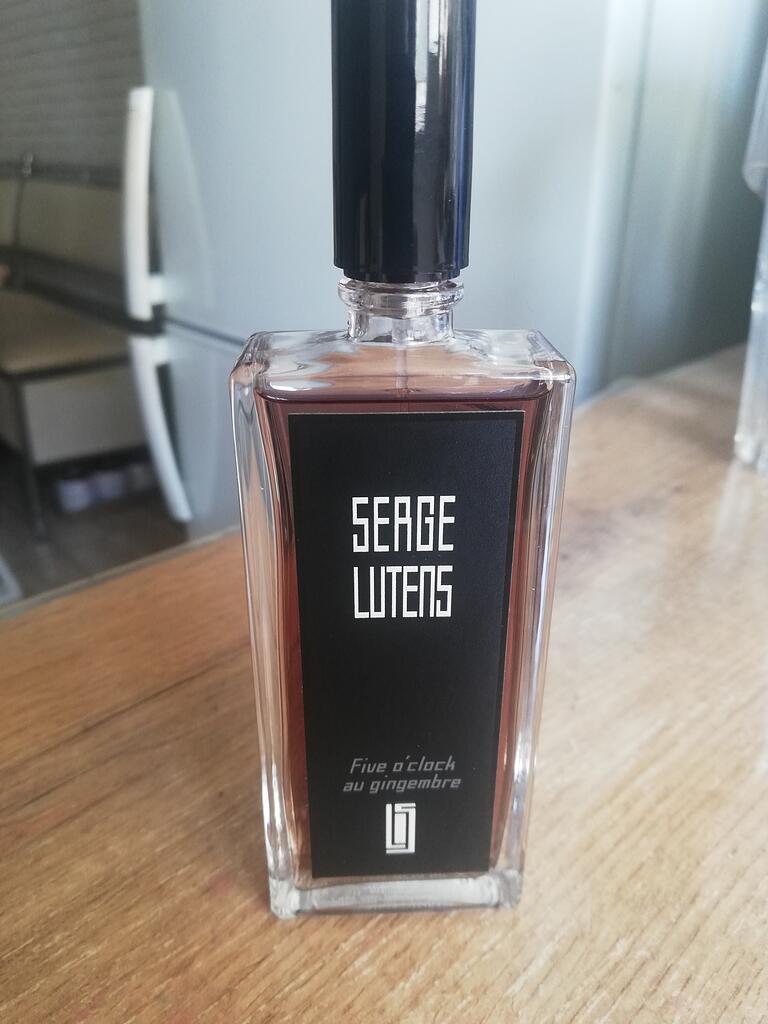 SERGE
LUTENS
Five o'clock
au gingembre